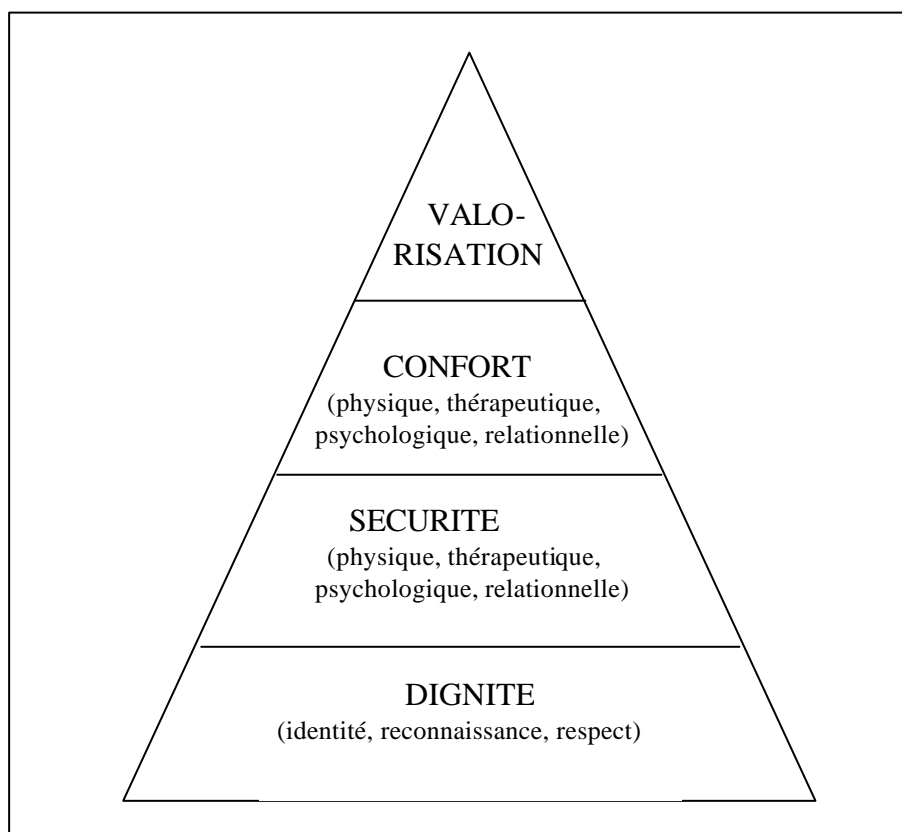 VALO-
RISATION
CONFORT
(physique, thérapeutique,
psychologique, relationnelle)
SECURITE
(physique, thérapeutique,
psychologique, relationnelle)
DIGNITE
(identité, reconnaissance, respect)